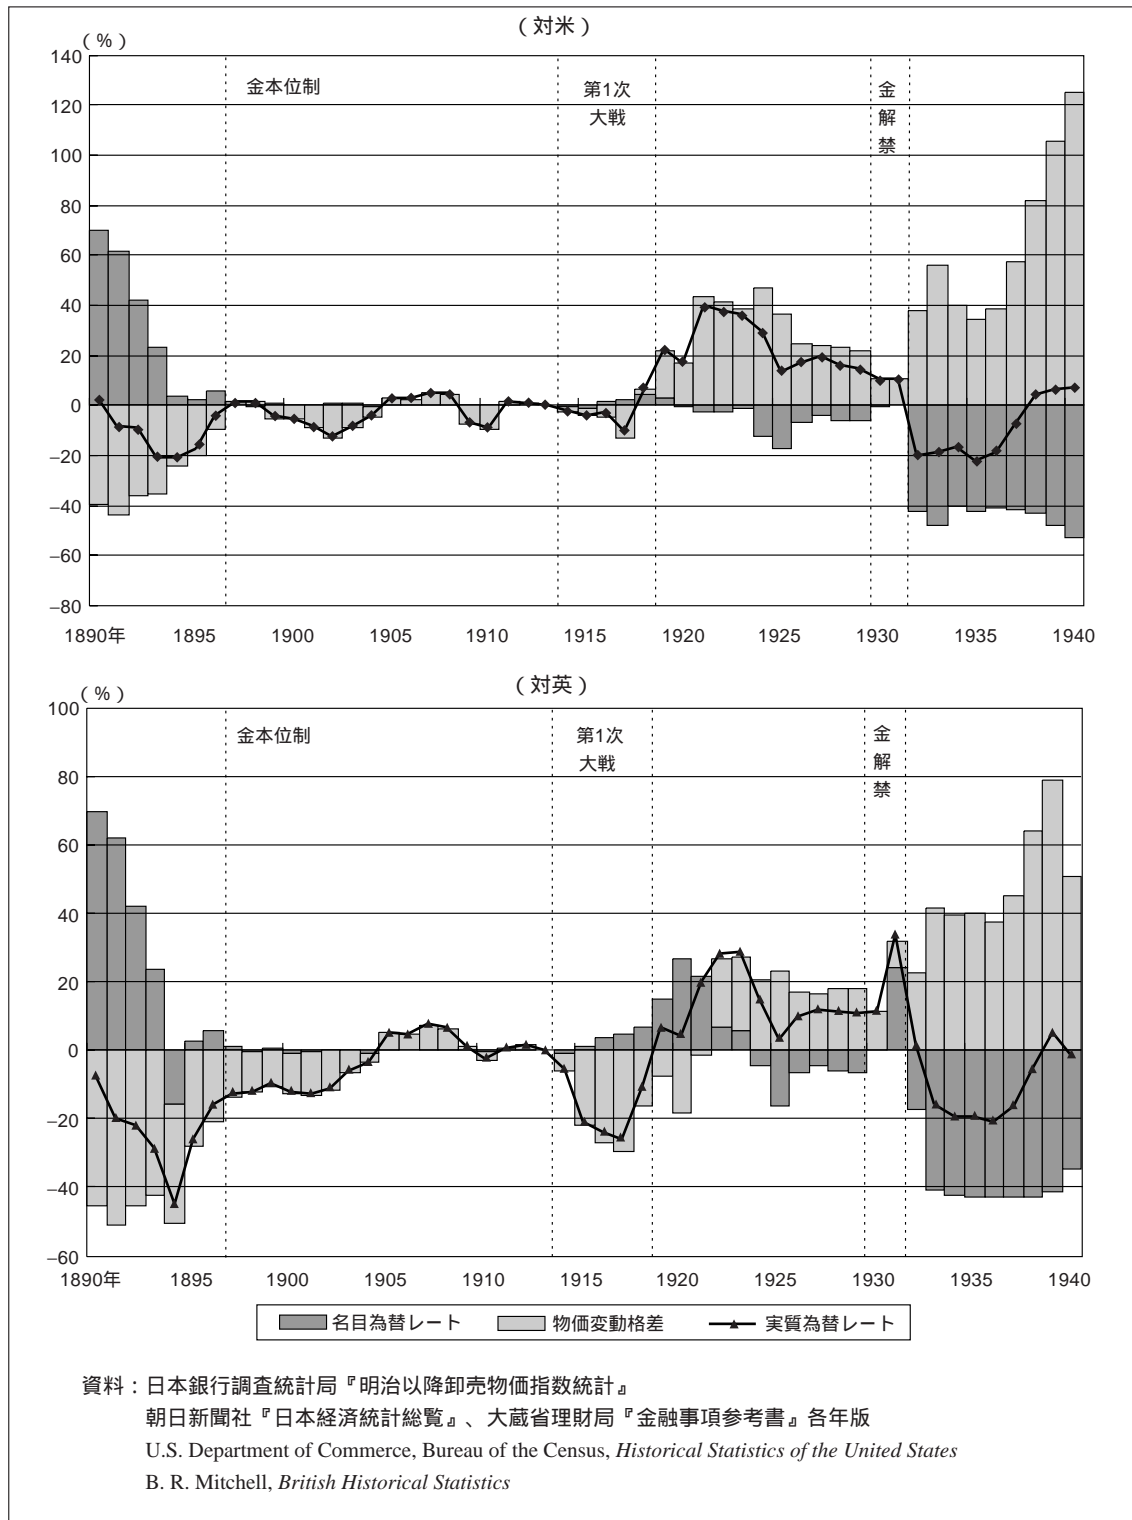 （対米）
（％）
140
120
100
80
60
40
20
0
−20
−40
−60
−80
金本位制
第1次
大戦
金
解
禁
1890年 1895 1900 1905 1910 1915 1920 1925 1930 1935 1940
（対英）
（％）
100
80
60
40
20
0
−20
−40
−60
金本位制
第1次
大戦
金
解
禁
1890年 1895 1900 1905 1910 1915 1920 1925 1930 1935 1940
名目為替レート 物価変動格差 実質為替レート
資料：日本銀行調査統計局『明治以降卸売物価指数統計』
朝日新聞社『日本経済統計総覧』、大蔵省理財局『金融事項参考書』各年版
U.S. Department of Commerce, Bureau of the Census, Historical Statistics of the United States
B. R. Mitchell, British Historical Statistics